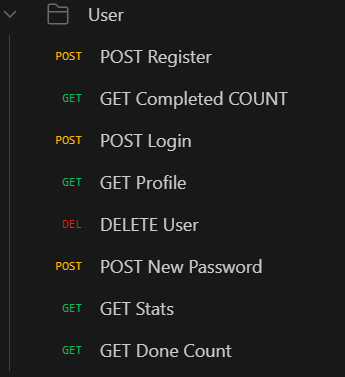 User
POST POST Register
GET GET Completed COUNT
POST POST Login
GET GET Profile
DEL DELETE User
POST POST New Password
GET GET Stats
GET GET Done Count